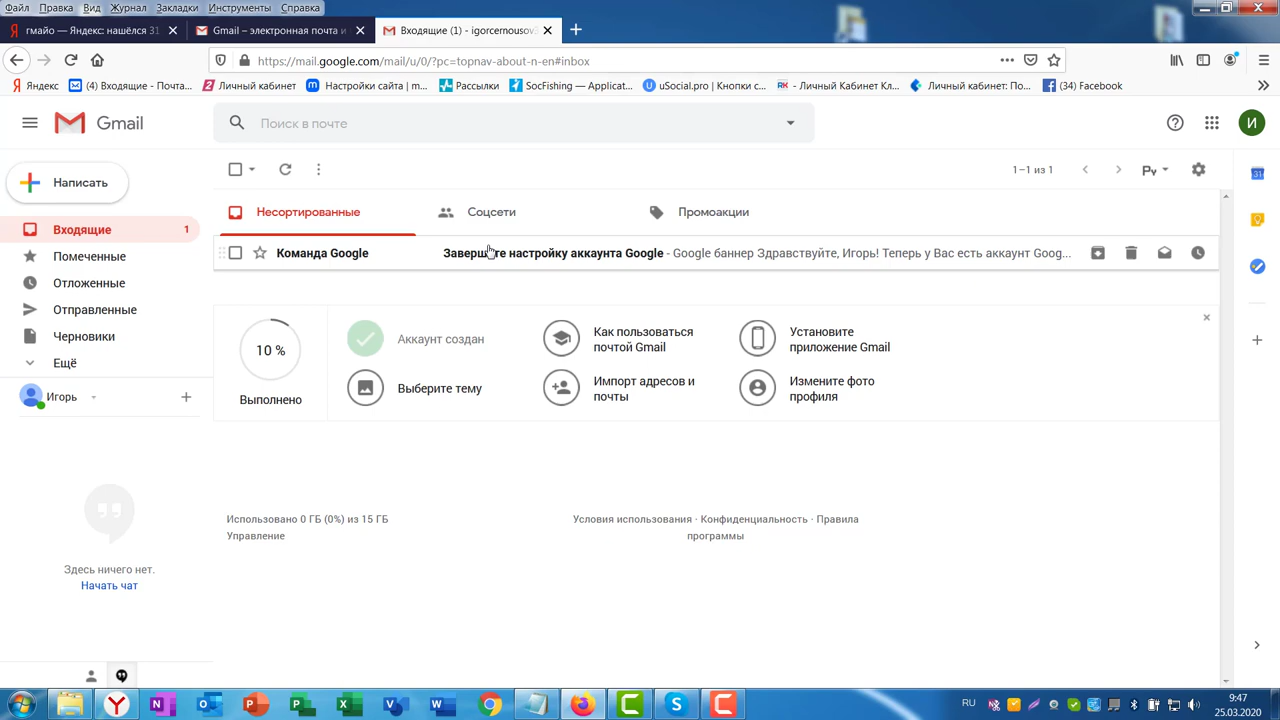 Файл Правка Вид Журнал Закладки Инструменты Справка
гмайо — Яндекс: нашёлся 31
Gmail – электронная почта и
Входящие (1) - igorcernousov
https://mail.google.com/mail/u/0/?pc=topnav-about-n-en#inbox
Яндекс
(4) Входящие - Почта...
Личный кабинет
Настройки сайта | m...
Рассылки
SocFishing — Аплicat...
uSocial.pro | Кнопки с...
- Личный Кабинет Кл...
Личный кабинет: По...
(34) Facebook
Gmail
Поиск в почте
И
Написать
1–1 из 1
Ру
31
Несортированные
Соцсети
Промоакции
Входящие 1
Команда Google
Завершите настройку аккаунта Google - Google баннер Здравствуйте, Игорь! Теперь у Вас есть аккаунт Goog...
Помеченные
Отложенные
Отправленные
Черновики
Ещё
Игорь
10 %
Выполнено
Аккаунт создан
Выберите тему
Как пользоваться
почтой Gmail
Импорт адресов и
почты
Установите
приложение Gmail
Измените фото
профиля
Использовано 0 ГБ (0%) из 15 ГБ
Управление
Условия использования · Конфиденциальность · Правила
программы
Здесь ничего нет.
Начать чат
RU
9:47
25.03.2020